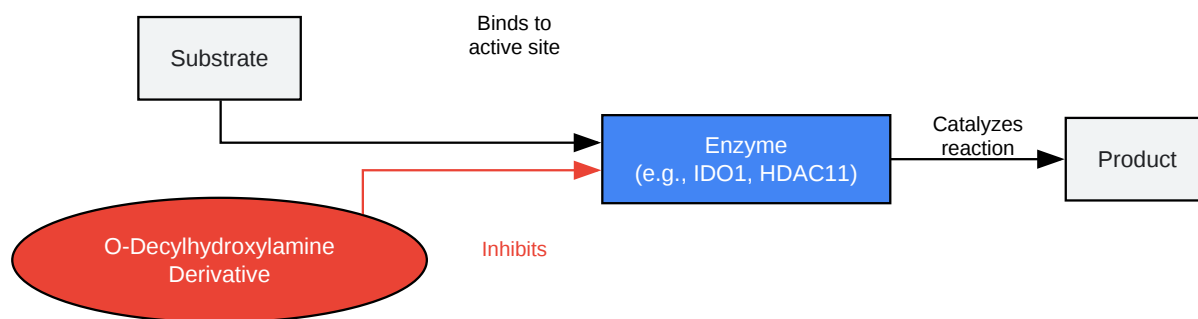 Substrate
Binds to
active site
Enzyme
(e.g., IDO1, HDAC11)
Catalyzes
reaction
Product
O-Decylhydroxylamine
Derivative
Inhibits